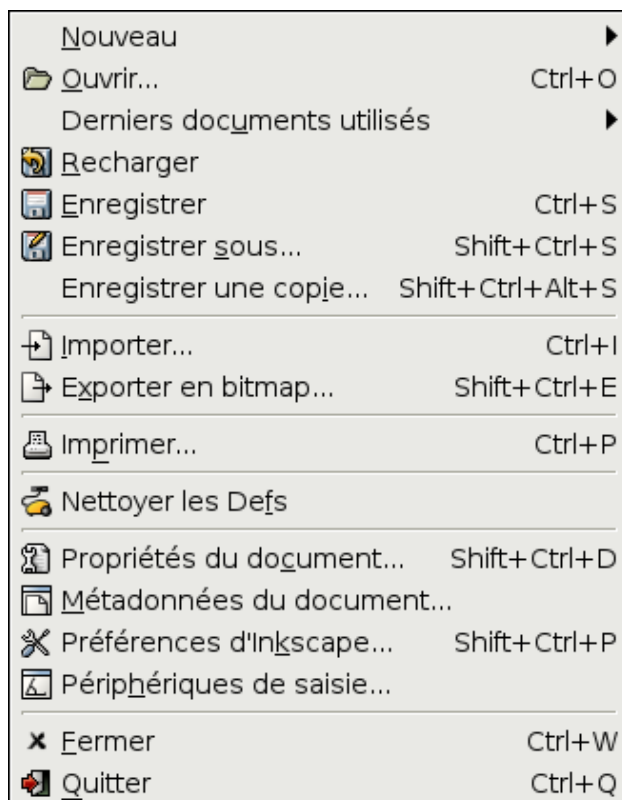 Nouveau
Ouvrir... Ctrl+O
Derniers documents utilisés
Recharger
Enregistrer Ctrl+S
Enregistrer sous... Shift+Ctrl+S
Enregistrer une copie... Shift+Ctrl+Alt+S
Importer... Ctrl+I
Exporter en bitmap... Shift+Ctrl+E
Imprimer... Ctrl+P
Nettoyer les Defs
Propriétés du document... Shift+Ctrl+D
Métadonnées du document...
Préférences d'Inkscape... Shift+Ctrl+P
Périphériques de saisie...
Fermer Ctrl+W
Quitter Ctrl+Q